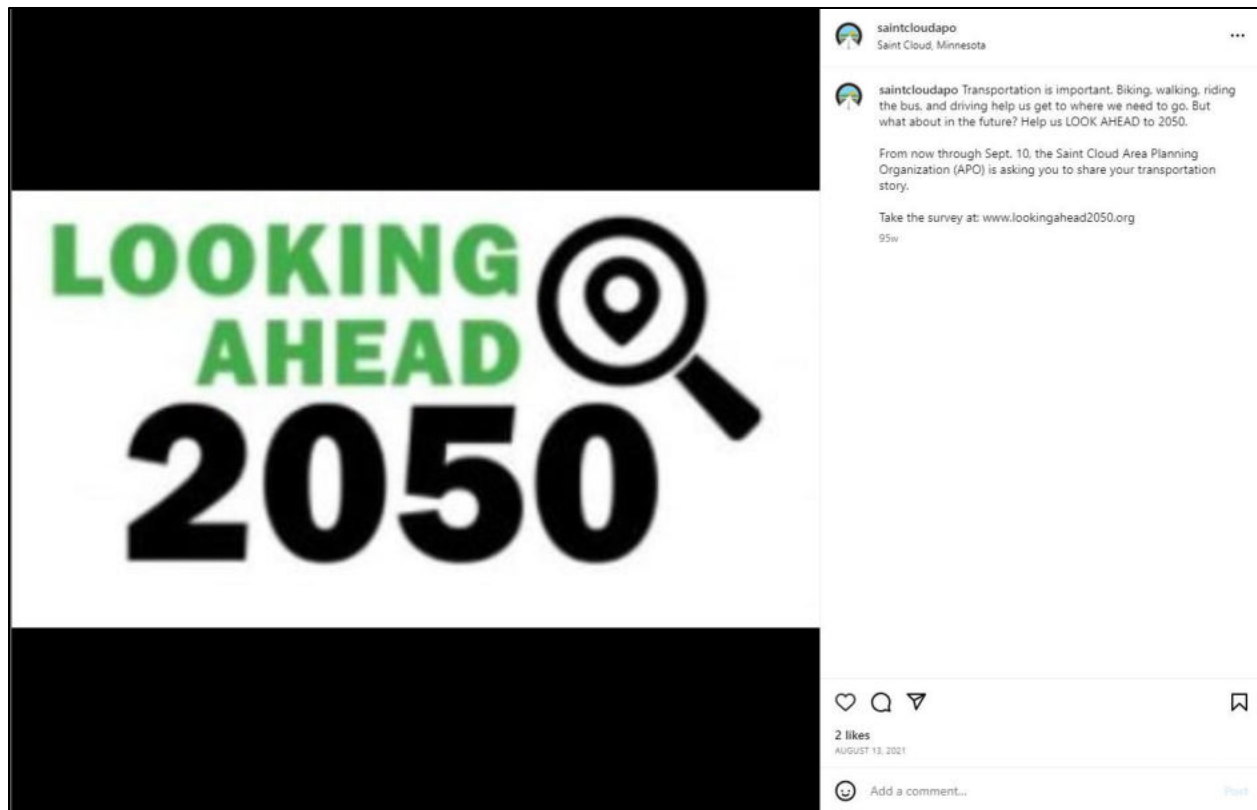 LOOKING
AHEAD
2050
saintcloudapo
Saint Cloud, Minnesota
saintcloudapo Transportation is important. Biking, walking, riding
the bus, and driving help us get to where we need to go. But
what about in the future? Help us LOOK AHEAD to 2050.
From now through Sept. 10, the Saint Cloud Area Planning
Organization (APO) is asking you to share your transportation
story.
Take the survey at: www.lookingahead2050.org
95w
2 likes
AUGUST 13, 2021
Add a comment...
Post